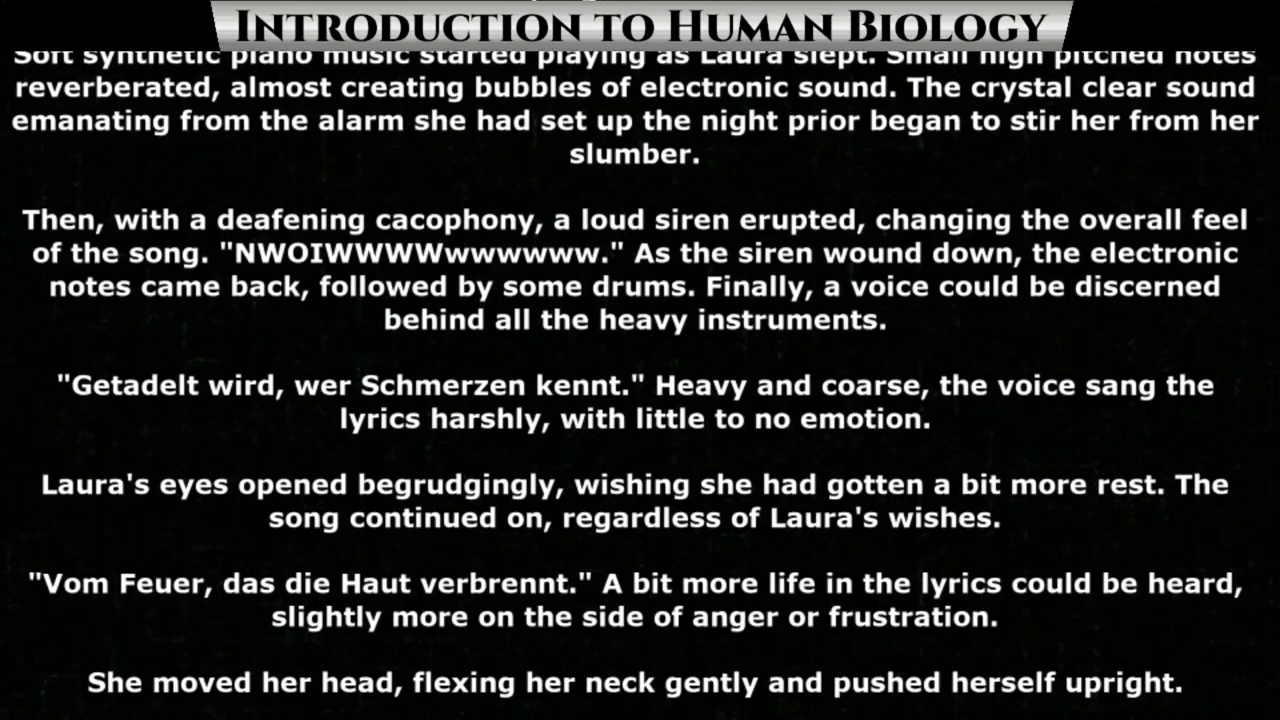 Introduction to Human Biology
Soft synthetic piano music started playing as Laura slept. Small high pitched notes
reverberated, almost creating bubbles of electronic sound. The crystal clear sound
emanating from the alarm she had set up the night prior began to stir her from her
slumber.
Then, with a deafening cacophony, a loud siren erupted, changing the overall feel
of the song. "NWOIWWWWwwwwwww." As the siren wound down, the electronic
notes came back, followed by some drums. Finally, a voice could be discerned
behind all the heavy instruments.
"Getadelt wird, wer Schmerzen kennt." Heavy and coarse, the voice sang the
lyrics harshly, with little to no emotion.
Laura's eyes opened begrudgingly, wishing she had gotten a bit more rest. The
song continued on, regardless of Laura's wishes.
"Vom Feuer, das die Haut verbrennt." A bit more life in the lyrics could be heard,
slightly more on the side of anger or frustration.
She moved her head, flexing her neck gently and pushed herself upright.